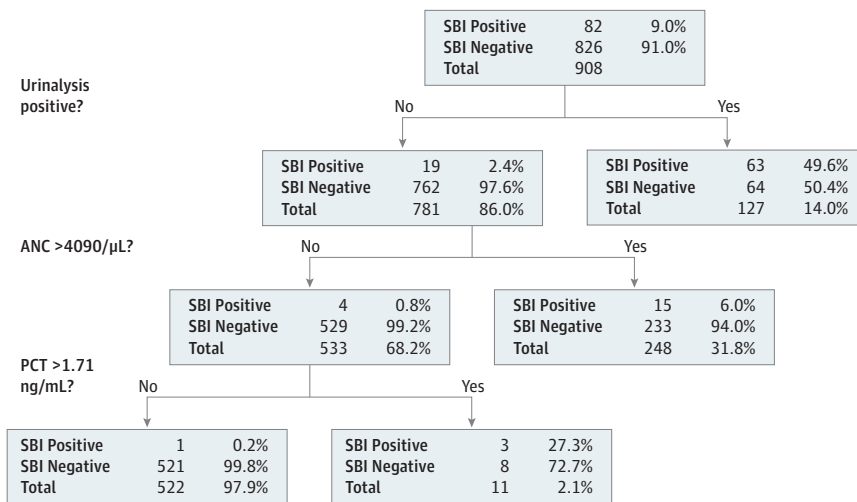 SBI Positive 82 9.0%
SBI Negative 826 91.0%
Total 908
Urinalysis
positive?
No Yes
SBI Positive 19 2.4%
SBI Negative 762 97.6%
Total 781 86.0%
SBI Positive 63 49.6%
SBI Negative 64 50.4%
Total 127 14.0%
ANC >4090/μL?
No Yes
SBI Positive 4 0.8%
SBI Negative 529 99.2%
Total 533 68.2%
SBI Positive 15 6.0%
SBI Negative 233 94.0%
Total 248 31.8%
PCT >1.71
ng/mL?
No Yes
SBI Positive 1 0.2%
SBI Negative 521 99.8%
Total 522 97.9%
SBI Positive 3 27.3%
SBI Negative 8 72.7%
Total 11 2.1%